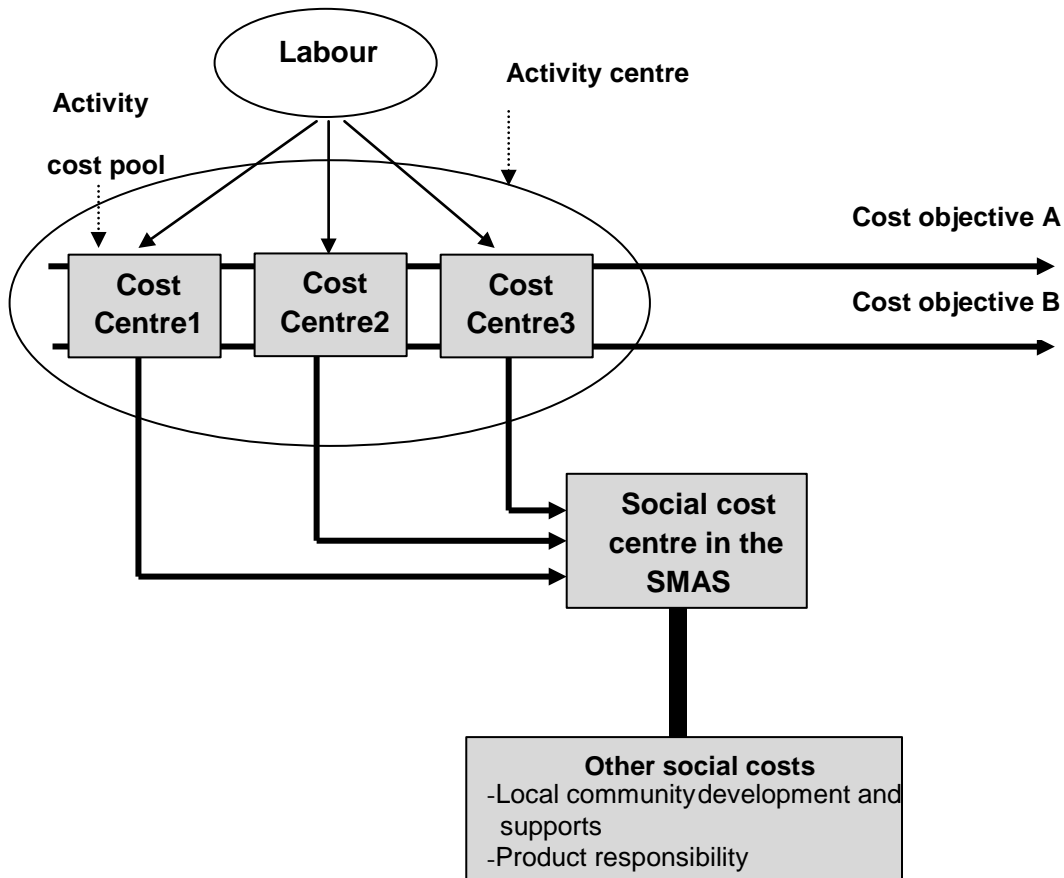 Labour
Activity centre
Activity
cost pool
Cost objective A
Cost
Centre1
Cost
Centre2
Cost
Centre3
Cost objective B
Social cost
centre in the
SMAS
Other social costs
-Local community development and
supports
-Product responsibility